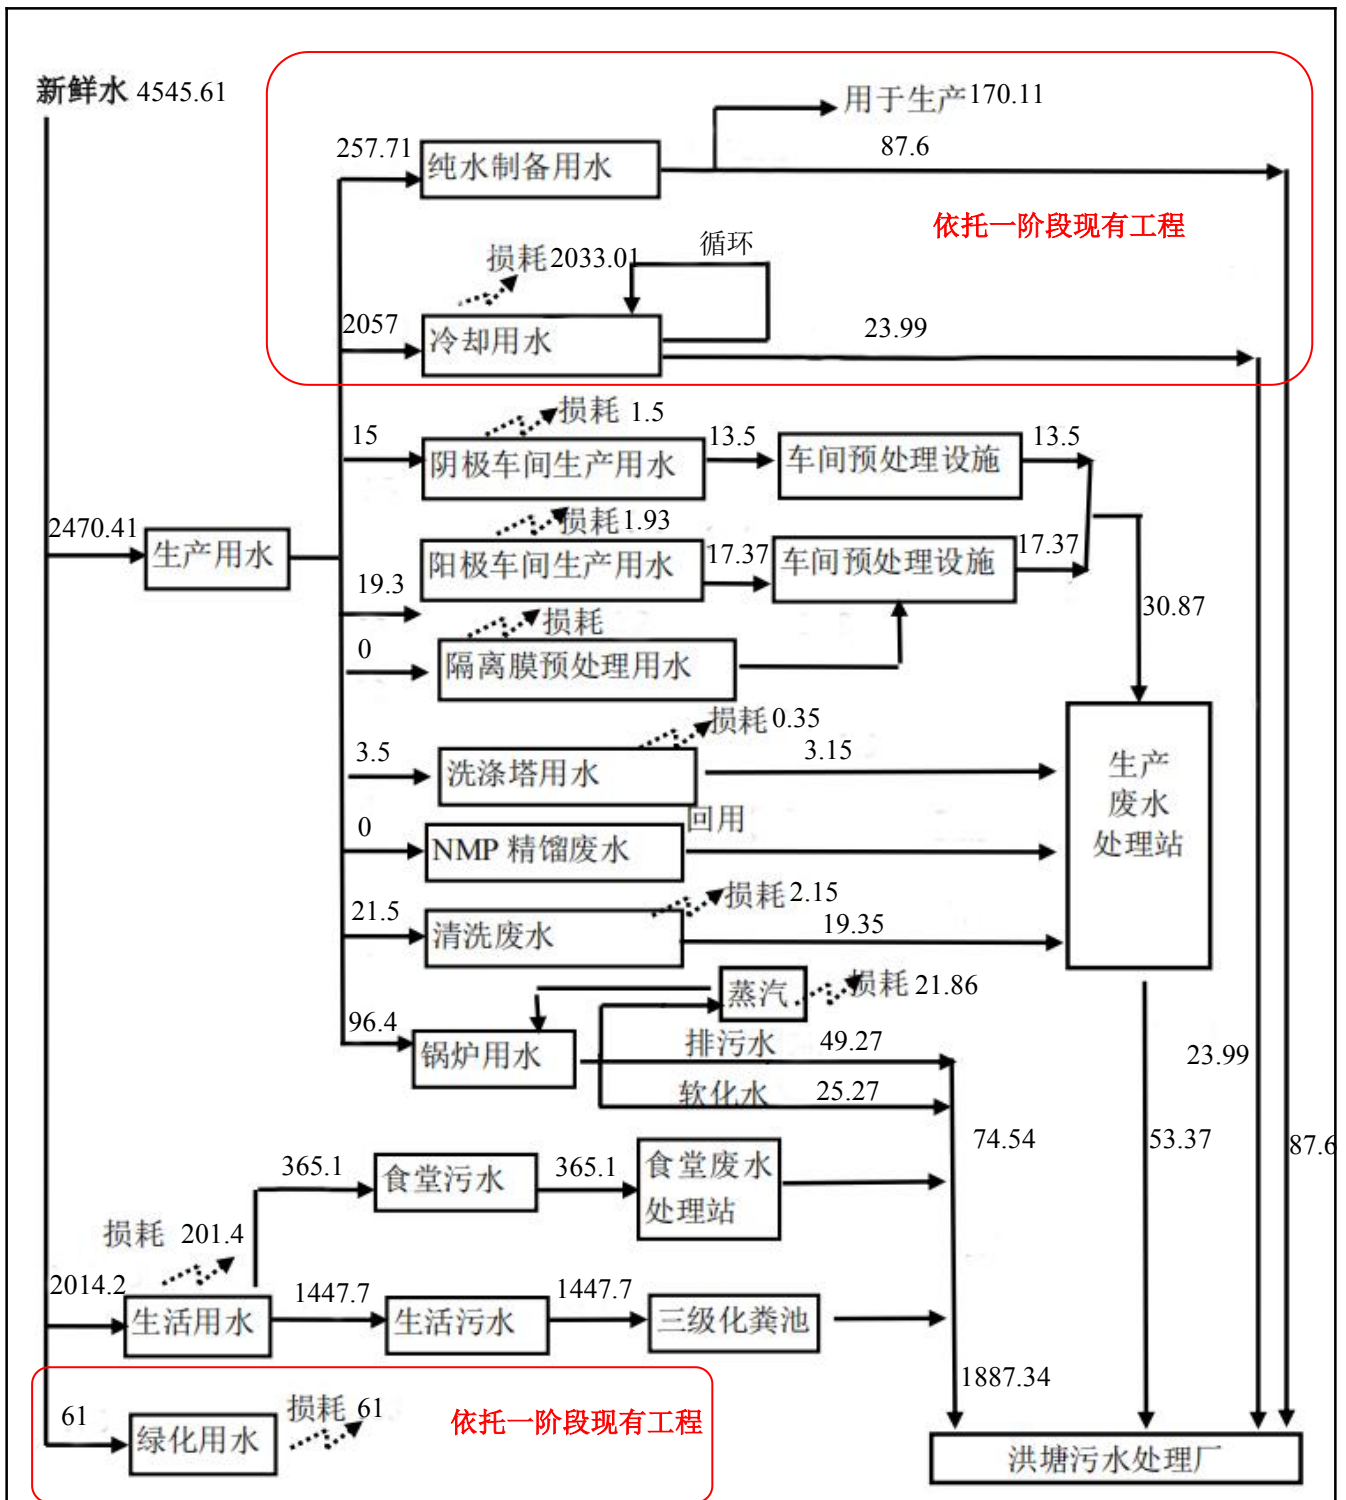 新鲜水 4545.61
用于生产170.11
257.71
纯水制备用水
87.6
依托一阶段现有工程
循环
损耗2033.01
2057
冷却用水
23.99
损耗 1.5
15
阴极车间生产用水
13.5
车间预处理设施
13.5
损耗1.93
2470.41
生产用水
阳极车间生产用水
17.37
车间预处理设施
17.37
19.3
30.87
损耗
0
隔离膜预处理用水
损耗0.35
3.5
洗涤塔用水
3.15
生产
废水
处理站
回用
0
NMP 精馏废水
损耗2.15
21.5
清洗废水
19.35
蒸汽
损耗 21.86
96.4
锅炉用水
排污水 49.27
23.99
软化水 25.27
74.54
53.37
87.6
365.1
食堂污水
365.1
食堂废水
处理站
损耗 201.4
2014.2
生活用水
1447.7
生活污水
1447.7
三级化粪池
1887.34
61
绿化用水
损耗 61
依托一阶段现有工程
洪塘污水处理厂